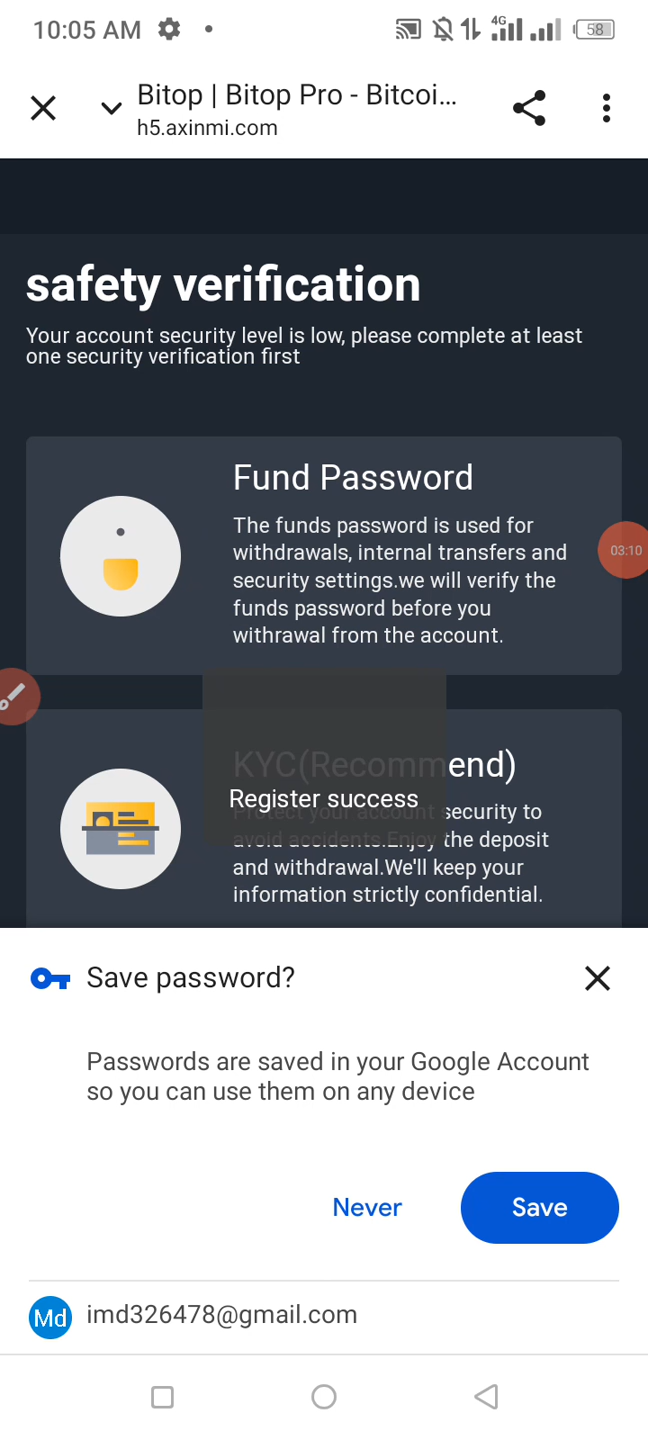 10:05 AM
4G
58
Bitop | Bitop Pro - Bitcoi...
h5.axinmi.com
safety verification
Your account security level is low, please complete at least
one security verification first
Fund Password
The funds password is used for
withdrawals, internal transfers and
security settings.we will verify the
funds password before you
withrawal from the account.
03:10
KYC(Recommend)
Register success
Protect your account security to
avoid accidents.Enjoy the deposit
and withdrawal.We'll keep your
information strictly confidential.
Save password?
Passwords are saved in your Google Account
so you can use them on any device
Never
Save
Md
imd326478@gmail.com